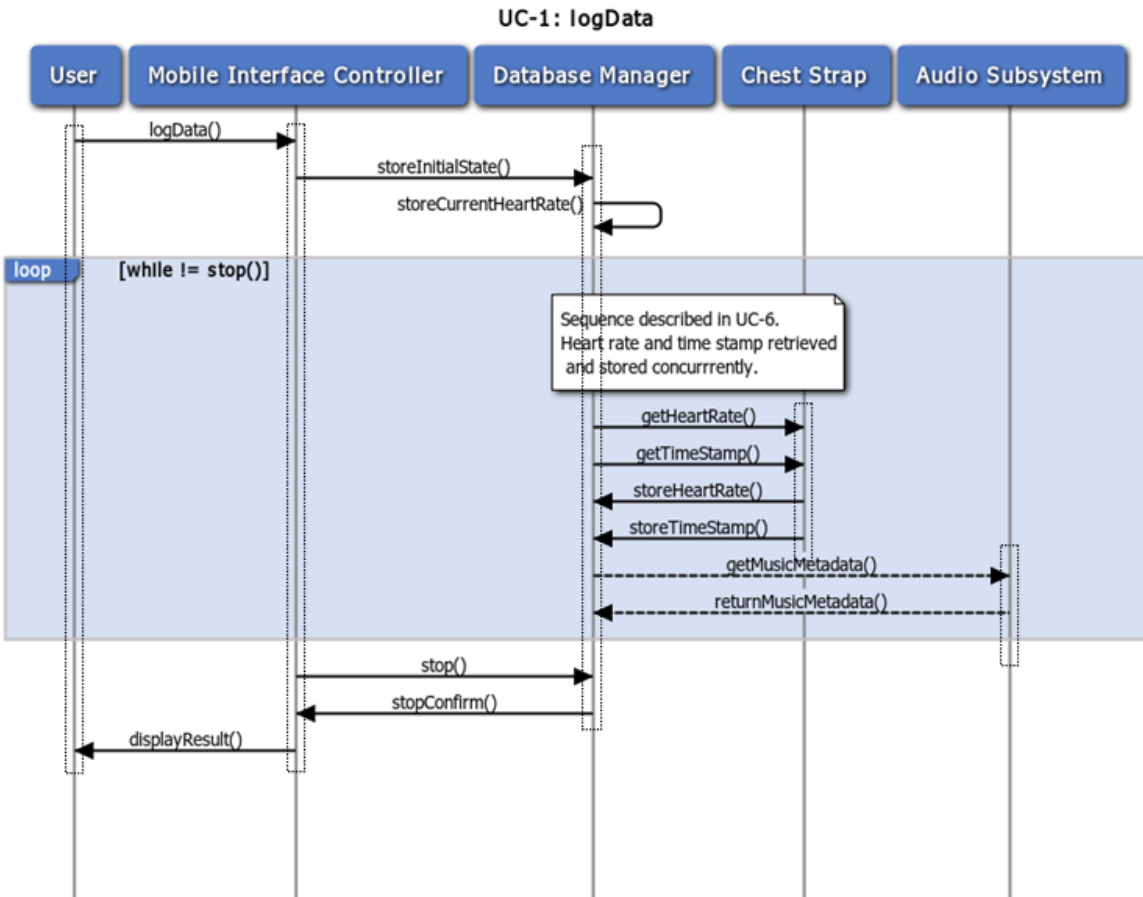 UC-1: logData
User
Mobile Interface Controller
Database Manager
Chest Strap
Audio Subsystem
logData()
storeInitialState()
storeCurrentHeartRate()
loop
[while != stop()]
Sequence described in UC-6.
Heart rate and time stamp retrieved
and stored concurrrently.
getHeartRate()
getTimeStamp()
storeHeartRate()
storeTimeStamp()
getMusicMetadata()
returnMusicMetadata()
stop()
stopConfirm()
displayResult()